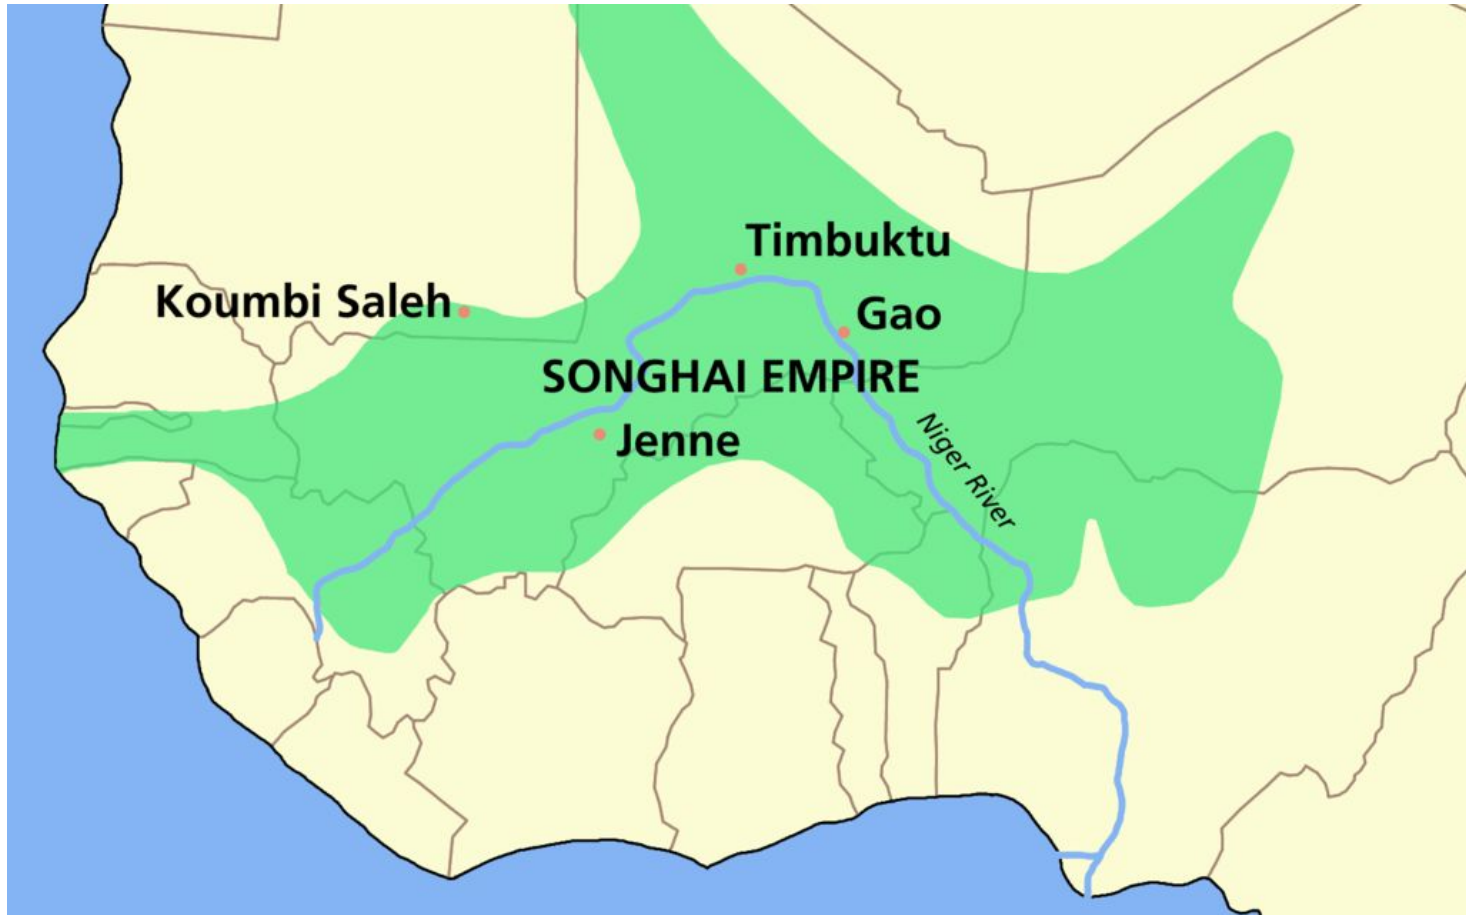 Timbuktu
Koumbi Saleh
Gao
SONGHAI EMPIRE
Jenne
Niger River